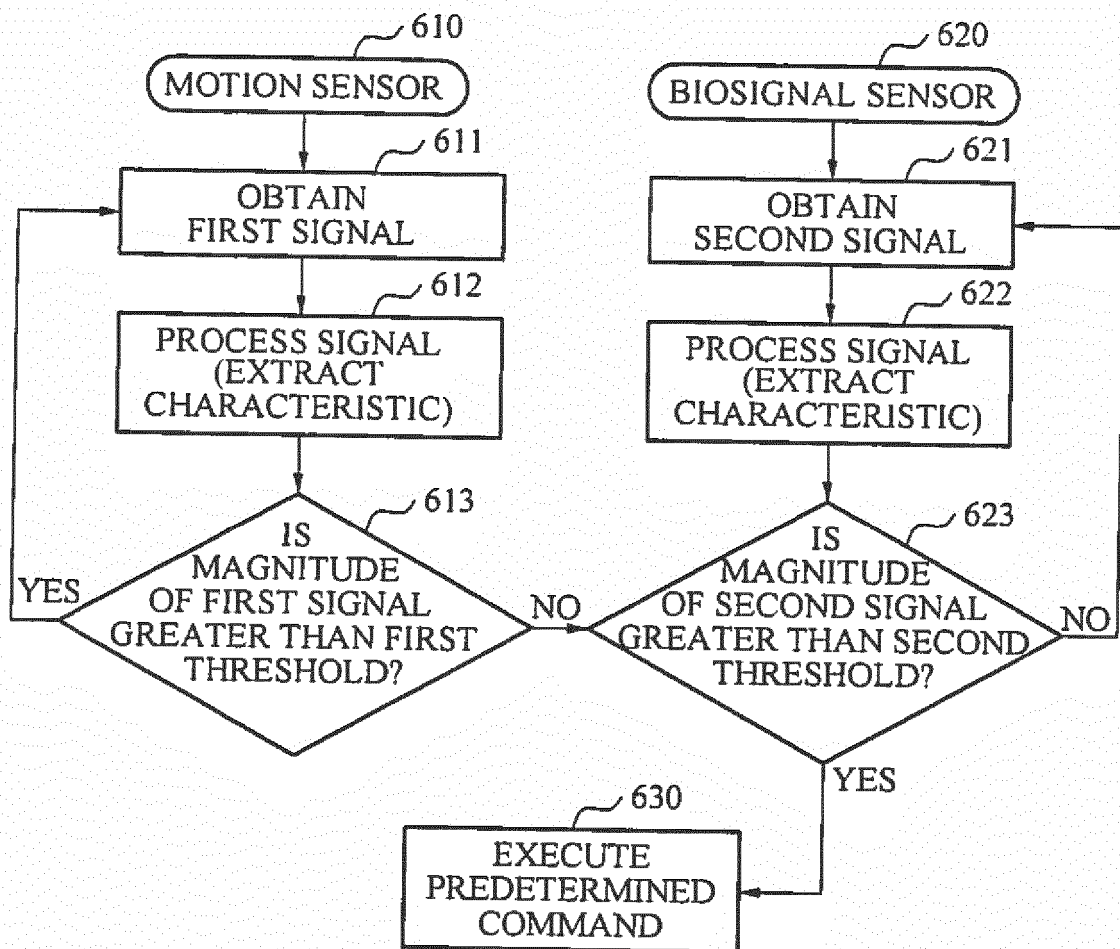 610
MOTION SENSOR
611
OBTAIN
FIRST SIGNAL
612
PROCESS SIGNAL
(EXTRACT
CHARACTERISTIC)
613
IS
MAGNITUDE
OF FIRST SIGNAL
GREATER THAN FIRST
THRESHOLD?
YES
NO
620
BIOSIGNAL SENSOR
621
OBTAIN
SECOND SIGNAL
622
PROCESS SIGNAL
(EXTRACT
CHARACTERISTIC)
623
IS
MAGNITUDE
OF SECOND SIGNAL
GREATER THAN SECOND
THRESHOLD?
NO
YES
630
EXECUTE
PREDETERMINED
COMMAND